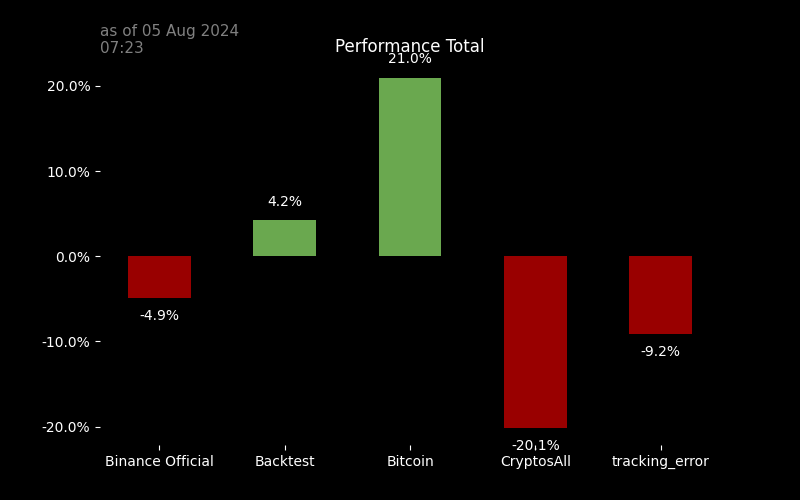 as of 05 Aug 2024
07:23
Performance Total
21.0%
20.0%
10.0%
4.2%
0.0%
-4.9%
-10.0%
-9.2%
-20.0%
-20.1%
Binance Official
Backtest
Bitcoin
CryptosAll
tracking_error